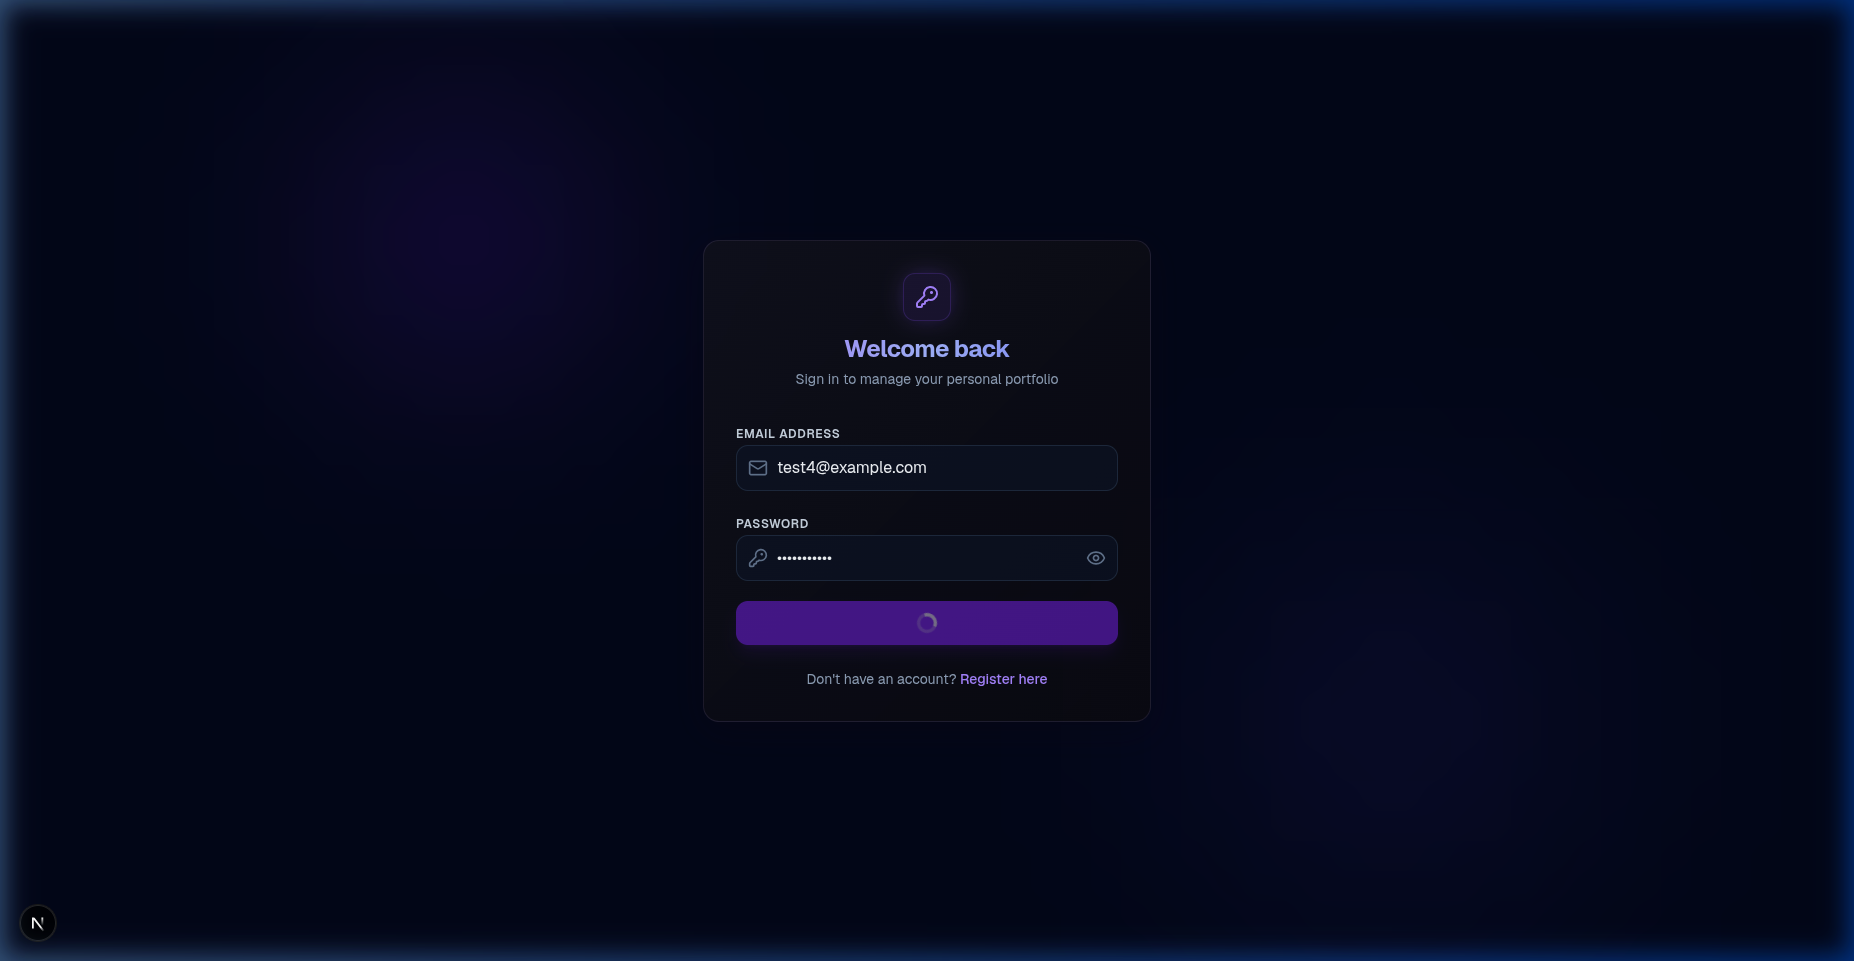 Welcome back
Sign in to manage your personal portfolio
EMAIL ADDRESS
test4@example.com
PASSWORD
•••••••••••
Don't have an account? Register here
N